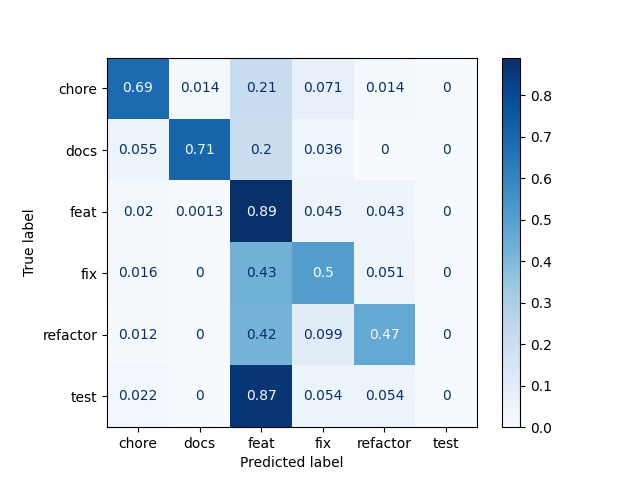 chore 0.69 0.014 0.21 0.071 0.014 0
docs 0.055 0.71 0.2 0.036 0 0
feat 0.02 0.0013 0.89 0.045 0.043 0
fix 0.016 0 0.43 0.5 0.051 0
refactor 0.012 0 0.42 0.099 0.47 0
test 0.022 0 0.87 0.054 0.054 0
chore docs feat fix refactor test
Predicted label
True label
0.8
0.7
0.6
0.5
0.4
0.3
0.2
0.1
0.0